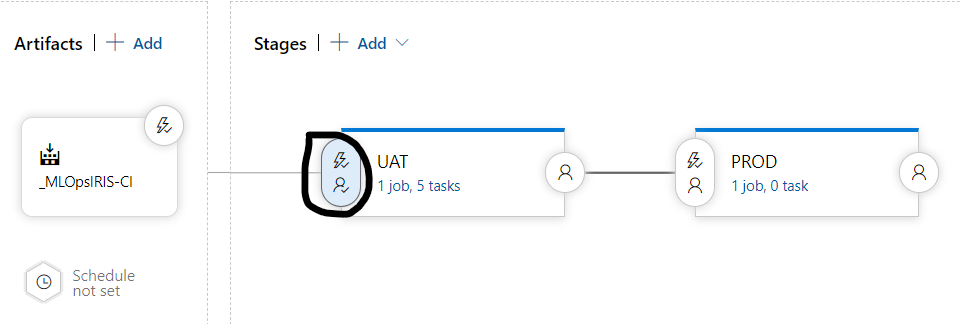 Artifacts | + Add
Stages | + Add
_MLOpsIRIS-CI
UAT
1 job, 5 tasks
PROD
1 job, 0 task
Schedule
not set